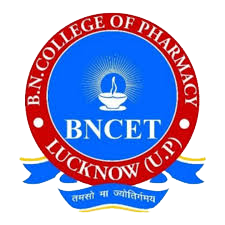 B.N.COLLEGE OF PHARMACY
BNCET
LUCKNOW (U.P)
तमसो मा ज्योतिर्गमय